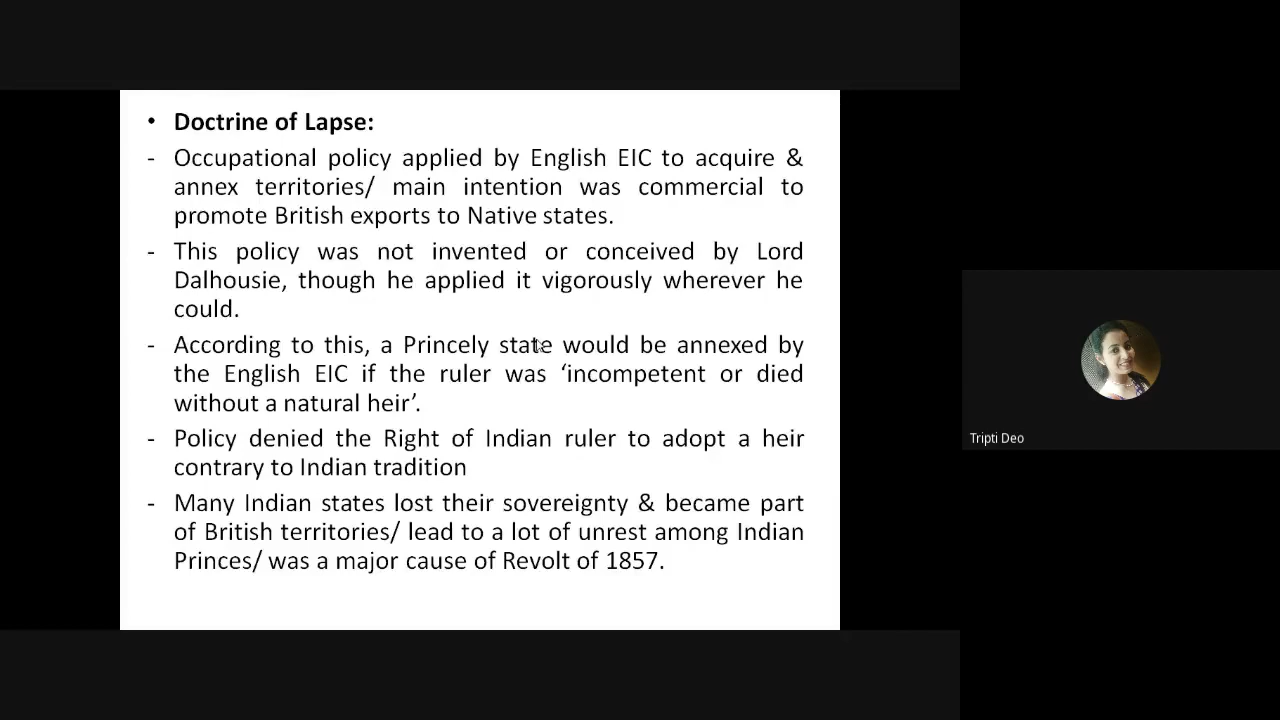 • Doctrine of Lapse:
- Occupational policy applied by English EIC to acquire &
annex territories/ main intention was commercial to
promote British exports to Native states.
- This policy was not invented or conceived by Lord
Dalhousie, though he applied it vigorously wherever he
could.
- According to this, a Princely state would be annexed by
the English EIC if the ruler was ‘incompetent or died
without a natural heir’.
- Policy denied the Right of Indian ruler to adopt a heir
contrary to Indian tradition
- Many Indian states lost their sovereignty & became part
of British territories/ lead to a lot of unrest among Indian
Princes/ was a major cause of Revolt of 1857.
Tripti Deo